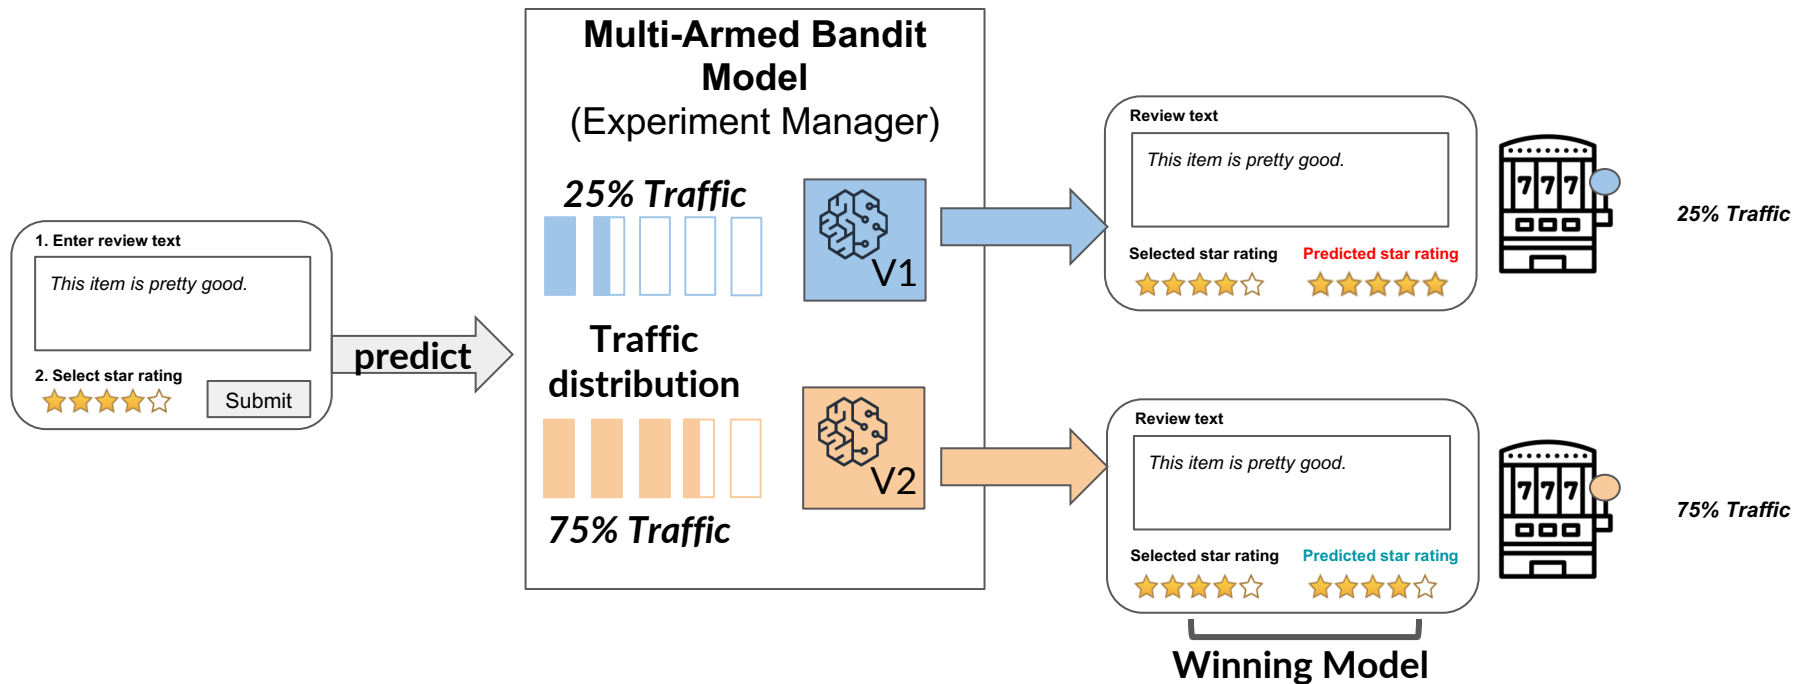 Multi-Armed Bandit
Model
(Experiment Manager)
1. Enter review text
This item is pretty good.
2. Select star rating
Submit
predict
25% Traffic
V1
Traffic
distribution
V2
75% Traffic
Review text
This item is pretty good.
Selected star rating Predicted star rating
777
25% Traffic
Review text
This item is pretty good.
Selected star rating Predicted star rating
777
75% Traffic
Winning Model